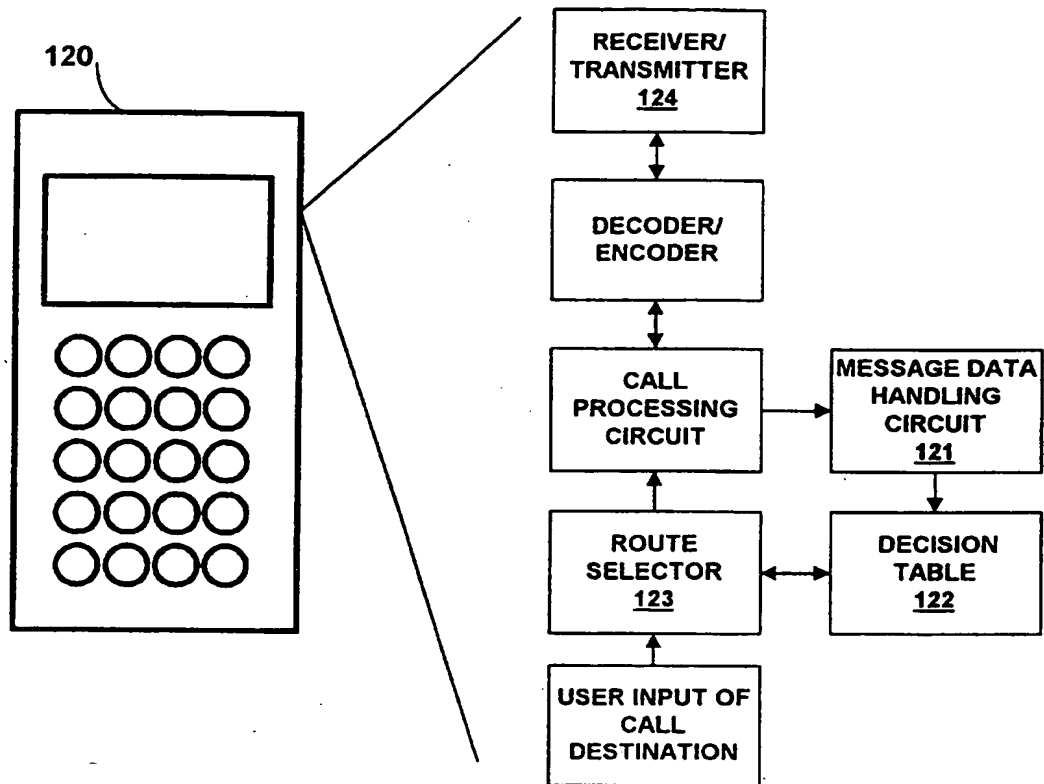 120
RECEIVER/
TRANSMITTER
124
DECODER/
ENCODER
CALL
PROCESSING
CIRCUIT
MESSAGE DATA
HANDLING
CIRCUIT
121
ROUTE
SELECTOR
123
DECISION
TABLE
122
USER INPUT OF
CALL
DESTINATION